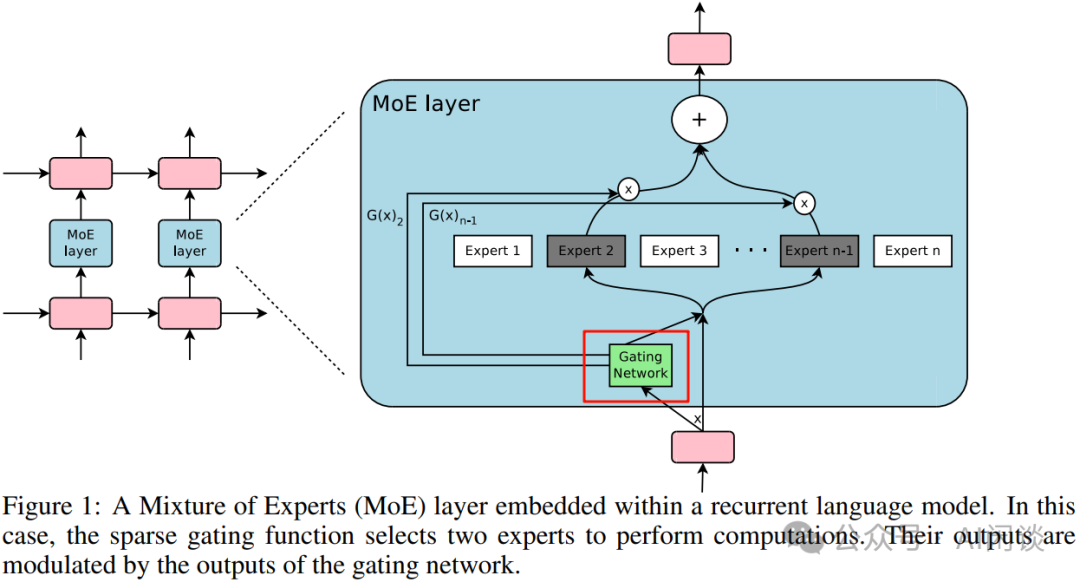 MoE layer
+
x
x
G(x)2
G(x)n-1
MoE
layer
MoE
layer
Expert 1
Expert 2
Expert 3
· · ·
Expert n-1
Expert n
Gating
Network
x
Figure 1: A Mixture of Experts (MoE) layer embedded within a recurrent language model. In this
case, the sparse gating function selects two experts to perform computations. Their outputs are
modulated by the outputs of the gating network.
公众号 AI闲谈